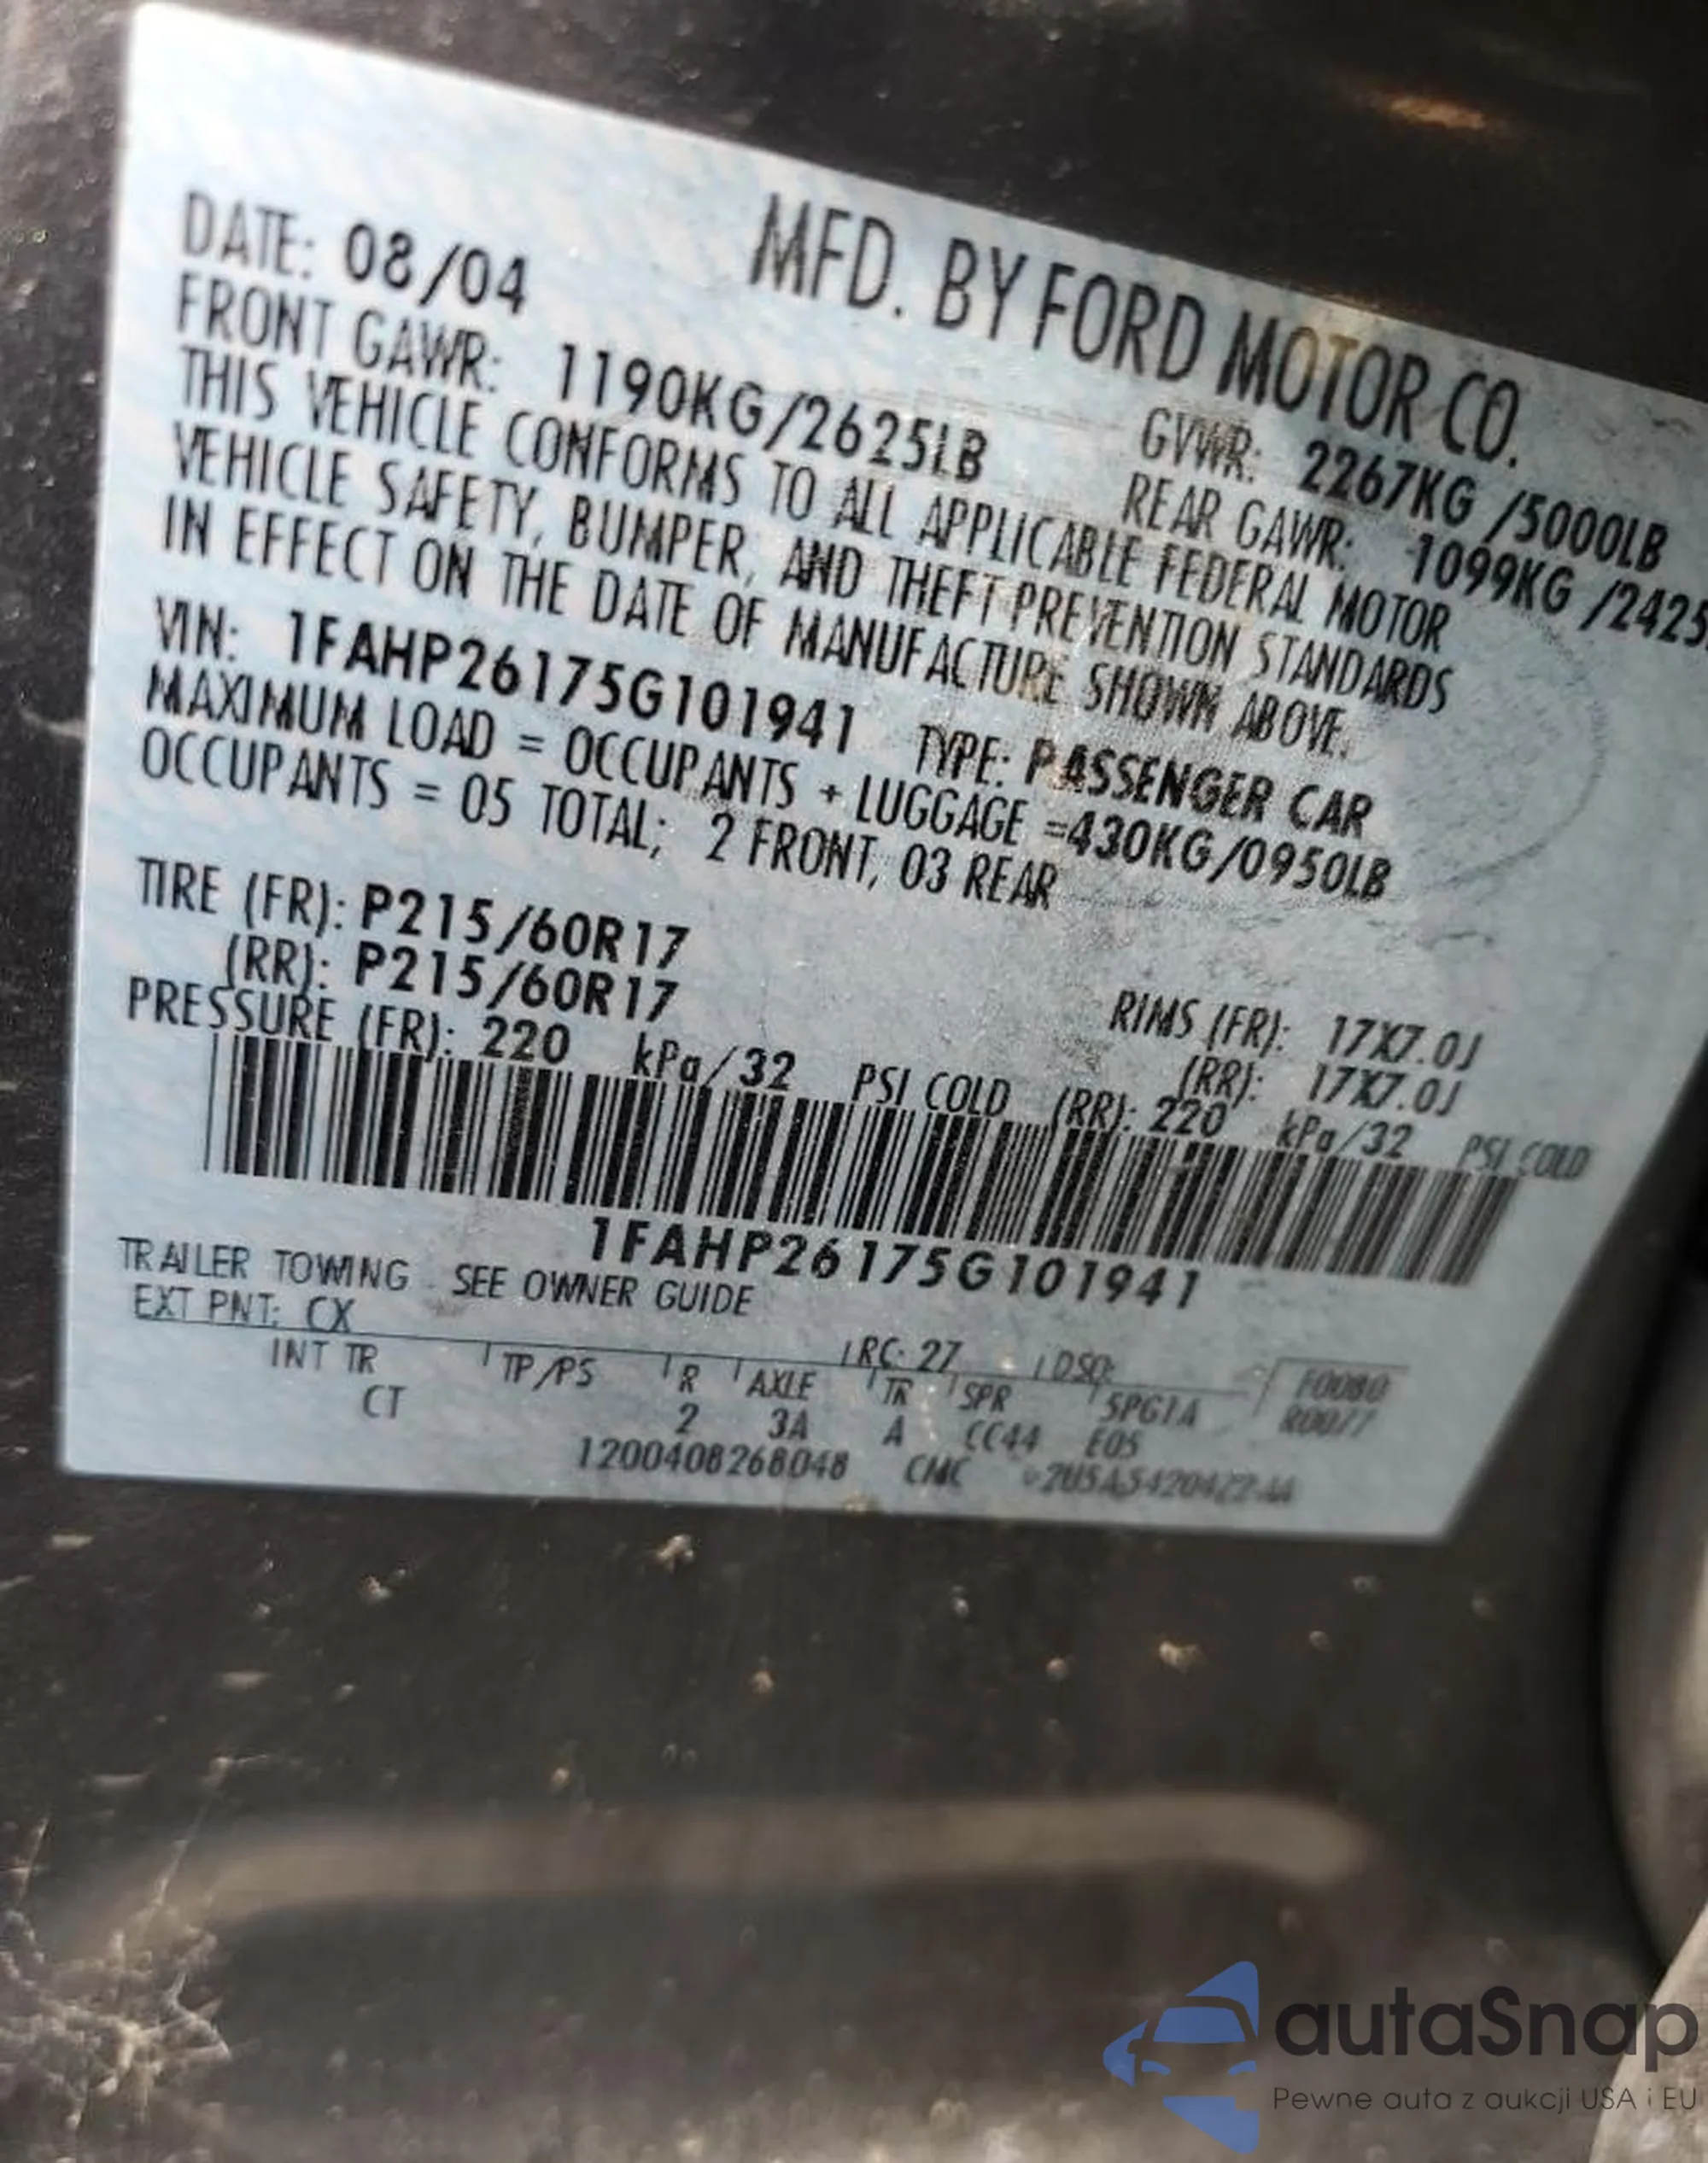 MFD. BY FORD MOTOR CO.
DATE: 08/04 GVWR: 2267KG /5000LB
FRONT GAWR: 1190KG/2625LB REAR GAWR: 1099KG /2425
THIS VEHICLE CONFORMS TO ALL APPLICABLE FEDERAL MOTOR
VEHICLE SAFETY, BUMPER, AND THEFT PREVENTION STANDARDS
IN EFFECT ON THE DATE OF MANUFACTURE SHOWN ABOVE.
VIN: 1FAHP26175G101941 TYPE: PASSENGER CAR
MAXIMUM LOAD = OCCUPANTS + LUGGAGE =430KG/0950LB
OCCUPANTS = 05 TOTAL; 2 FRONT, 03 REAR
TIRE (FR): P215/60R17 RIMS (FR): 17X7.0J
(RR): P215/60R17 (RR): 17X7.0J
PRESSURE (FR): 220 kPa/32 PSI COLD (RR): 220 kPa/32 PSI COLD
1FAHP26175G101941
TRAILER TOWING - SEE OWNER GUIDE
EXT PNT: CX RC: 27 DSO: F0080
INT TR TP/PS R AXLE TR SPR SPG1A R0077
CT 2 3A A CC44 E05
1200408268048 CMC
autaSnap
Pewne auta z aukcji USA i EU